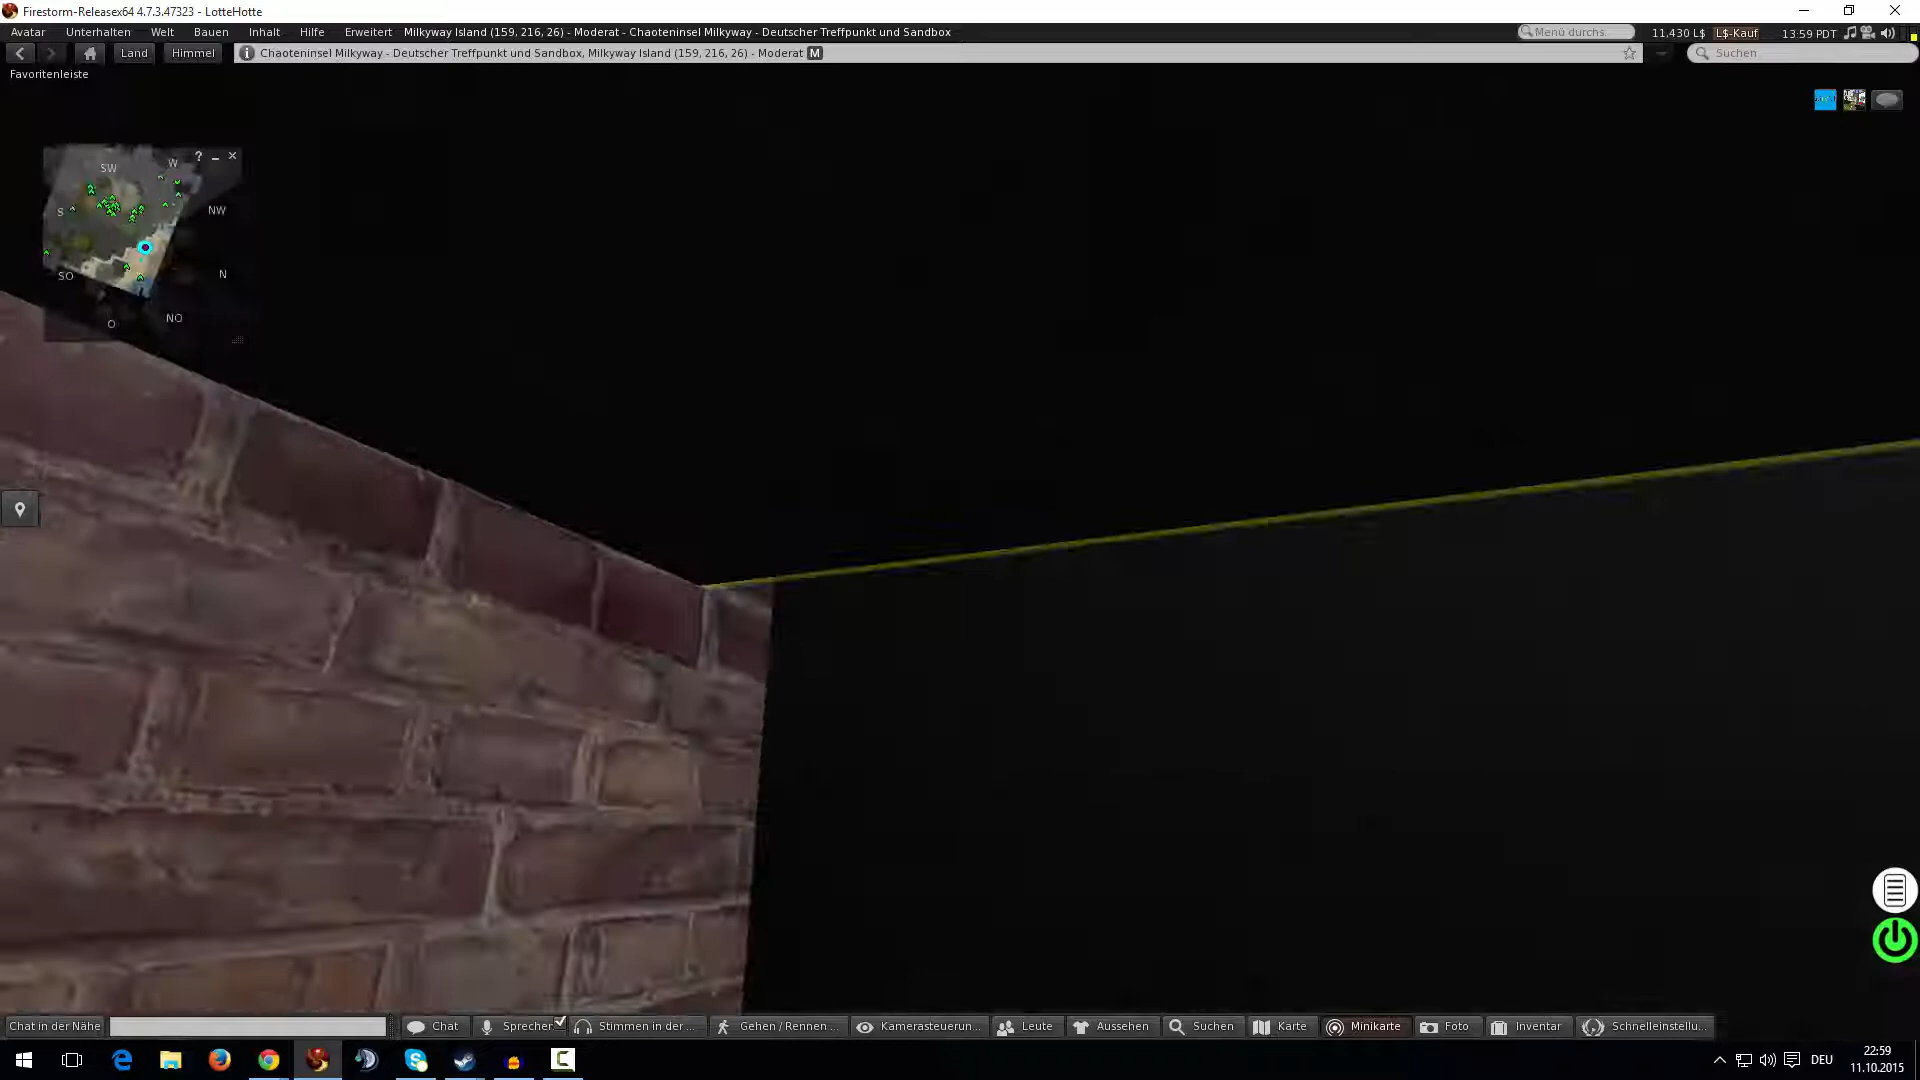 Firestorm-Releasex64 4.7.3.47323 - LotteHotte
Avatar Unterhalten Welt Bauen Inhalt Hilfe Erweitert Milkyway Island (159, 216, 26) - Moderat - Chaoteninsel Milkyway - Deutscher Treffpunkt und Sandbox Menü durchs 11,430 L$ L$-Kauf 13:59 PDT
Land Himmel Chaoteninsel Milkyway - Deutscher Treffpunkt und Sandbox, Milkyway Island (159, 216, 26) - Moderat M Suchen
Favoritenleiste
?
SW W
S NW
SO N
O NO
Chat in der Nähe Chat Sprecher Stimmen in der ... Gehen / Rennen ... Kamerasteuerun... Leute Aussehen Suchen Karte Minikarte Foto Inventar Schnelleinstellu...
DEU 22:59
11.10.2015